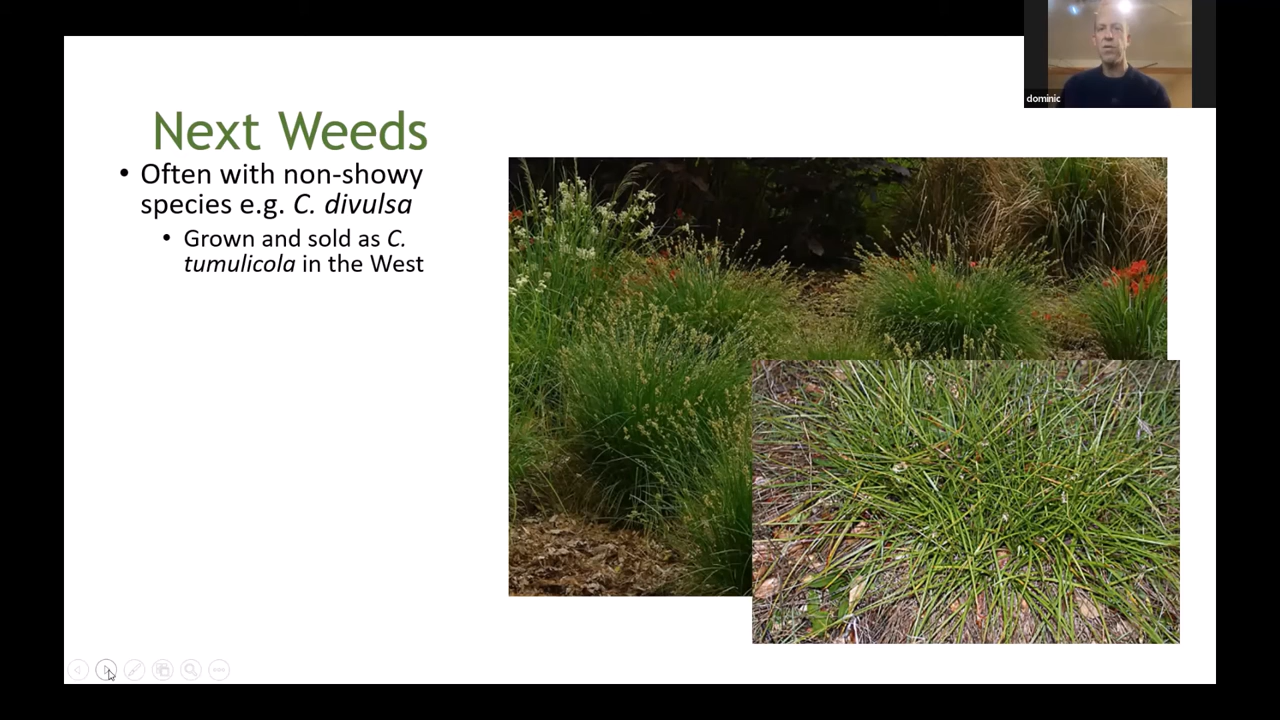 dominic
Next Weeds
• Often with non-showy
species e.g. C. divulsa
• Grown and sold as C.
tumulicola in the West